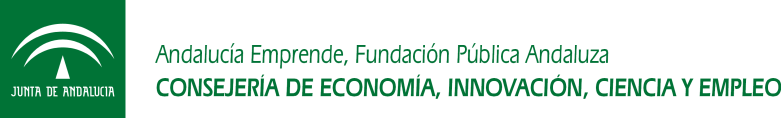 JUNTA DE ANDALUCIA
Andalucía Emprende, Fundación Pública Andaluza
CONSEJERÍA DE ECONOMÍA, INNOVACIÓN, CIENCIA Y EMPLEO